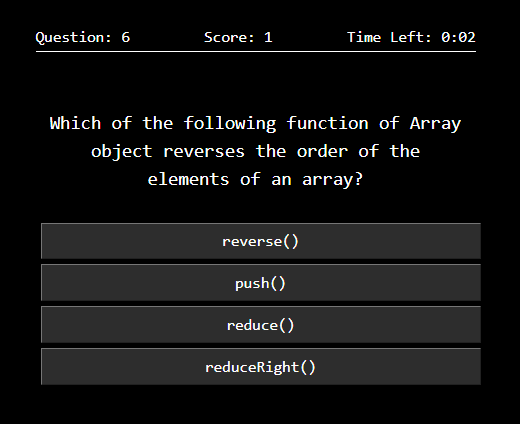 Question: 6 Score: 1 Time Left: 0:02
Which of the following function of Array
object reverses the order of the
elements of an array?
reverse()
push()
reduce()
reduceRight()